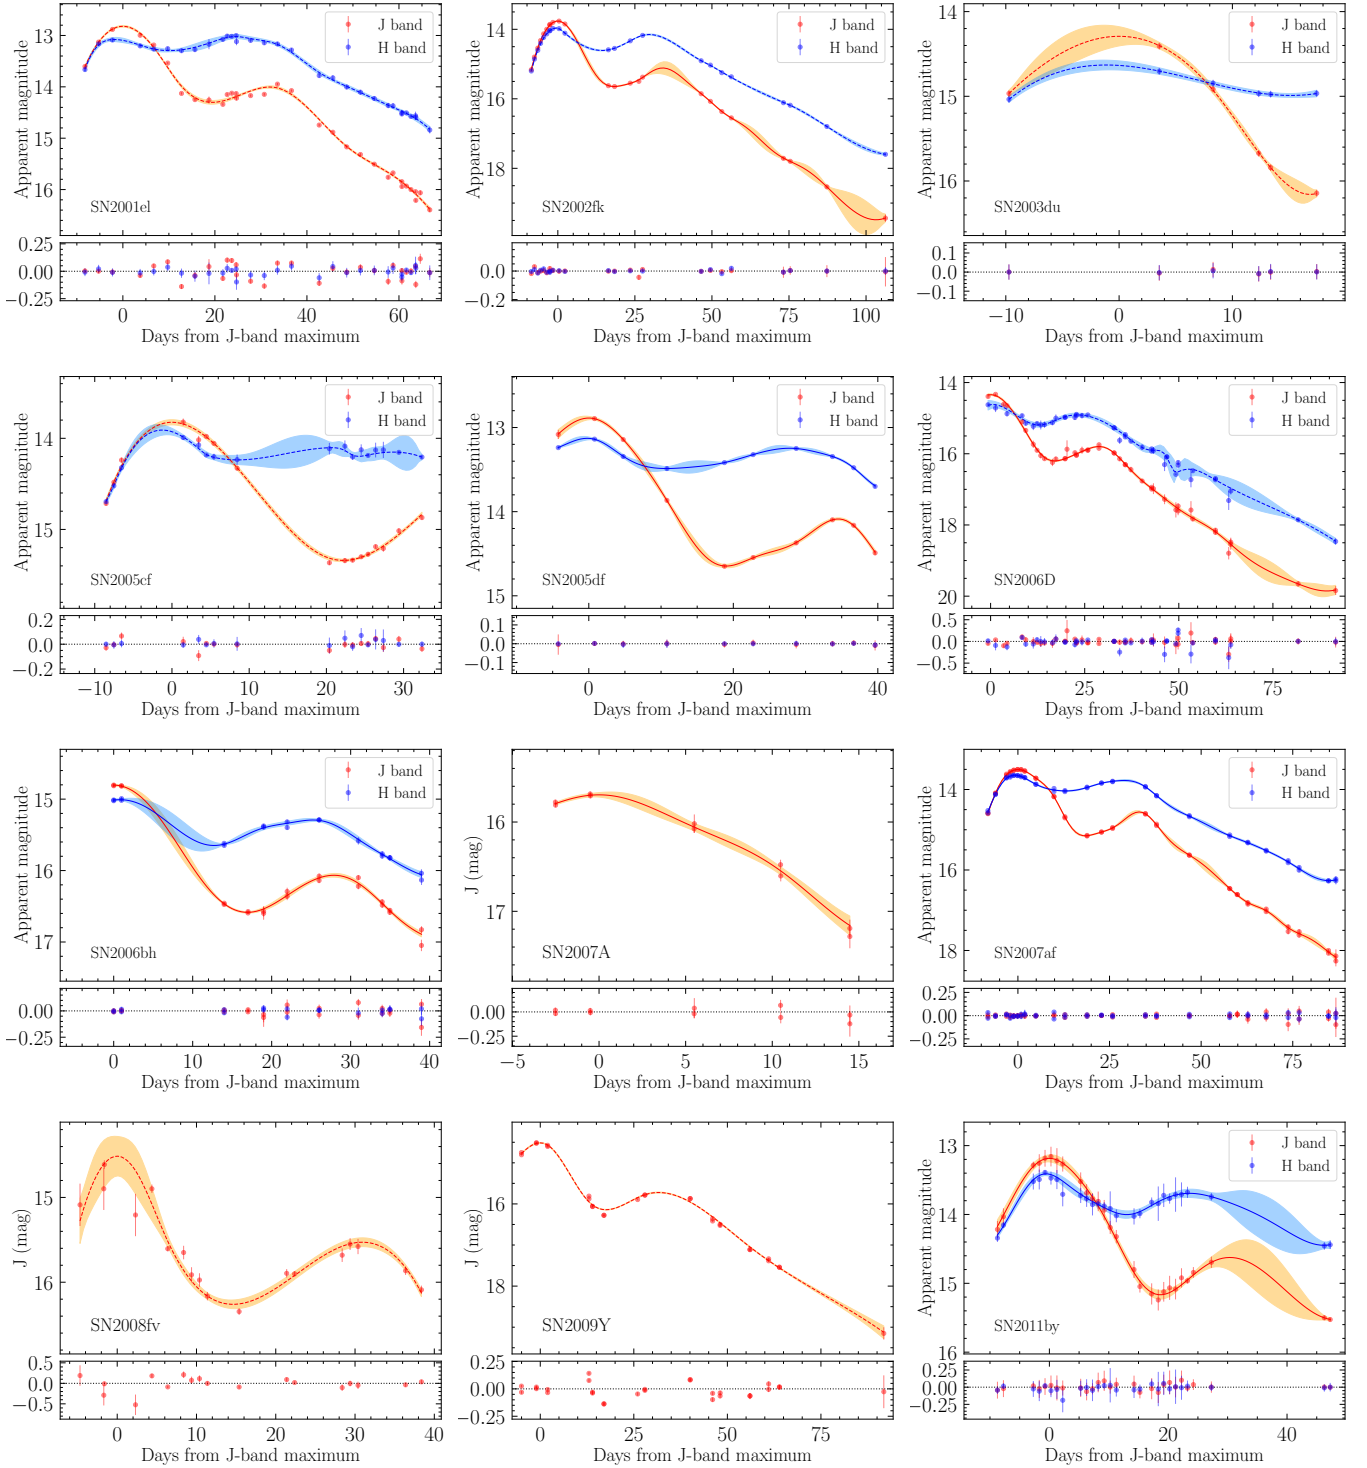 J band
H band
13
14
15
16
Apparent magnitude
SN2001el
0.25
0.00
−0.25
0
20
40
60
Days from J-band maximum
J band
H band
14
16
18
Apparent magnitude
SN2002fk
0.0
−0.2
0
25
50
75
100
Days from J-band maximum
J band
H band
14
15
16
Apparent magnitude
SN2003du
0.1
0.0
−0.1
−10
0
10
Days from J-band maximum
J band
H band
14
15
Apparent magnitude
SN2005cf
0.2
0.0
−0.2
−10
0
10
20
30
Days from J-band maximum
J band
H band
13
14
15
Apparent magnitude
SN2005df
0.1
0.0
−0.1
0
20
40
Days from J-band maximum
J band
H band
14
16
18
20
Apparent magnitude
SN2006D
0.5
0.0
−0.5
0
25
50
75
Days from J-band maximum
J band
H band
15
16
17
Apparent magnitude
SN2006bh
0.00
−0.25
0
10
20
30
40
Days from J-band maximum
16
17
J (mag)
SN2007A
0.00
−0.25
−5
0
5
10
15
Days from J-band maximum
J band
H band
14
16
18
Apparent magnitude
SN2007af
0.25
0.00
−0.25
0
25
50
75
Days from J-band maximum
15
16
J (mag)
SN2008fv
0.5
0.0
−0.5
0
10
20
30
40
Days from J-band maximum
16
18
J (mag)
SN2009Y
0.25
0.00
−0.25
0
25
50
75
Days from J-band maximum
J band
H band
13
14
15
16
Apparent magnitude
SN2011by
0.25
0.00
−0.25
0
20
40
Days from J-band maximum